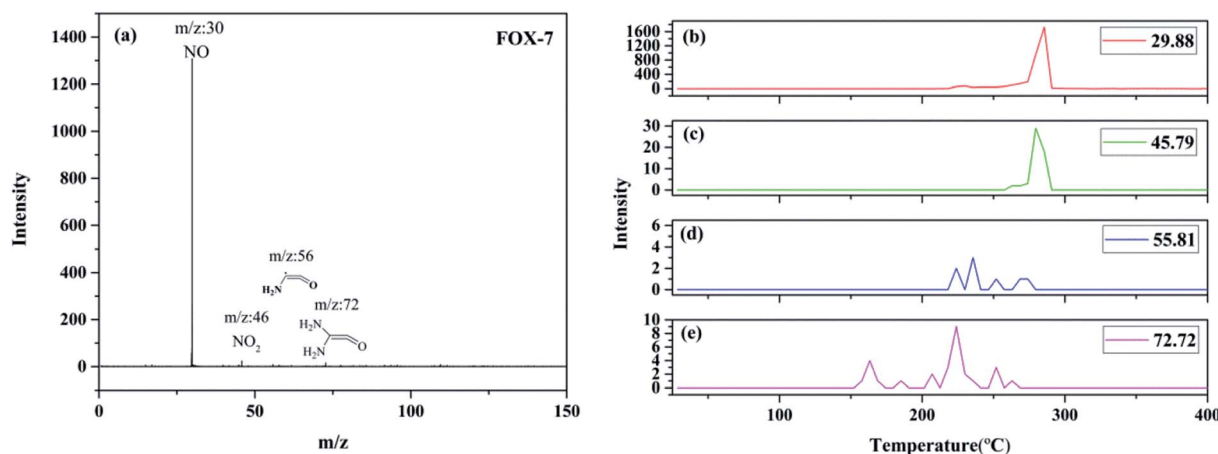 (a)
m/z:30
NO
FOX-7
m/z:56
H₂N
O
m/z:46
NO₂
m/z:72
H₂N
H₂N
O
Intensity
1400
1200
1000
800
600
400
200
0
0 50 100 150
m/z
(b)
29.88
1600
1200
800
400
0
(c)
45.79
30
20
10
0
(d)
55.81
6
4
2
0
(e)
72.72
10
8
6
4
2
0
Intensity
100 200 300 400
Temperature(ºC)